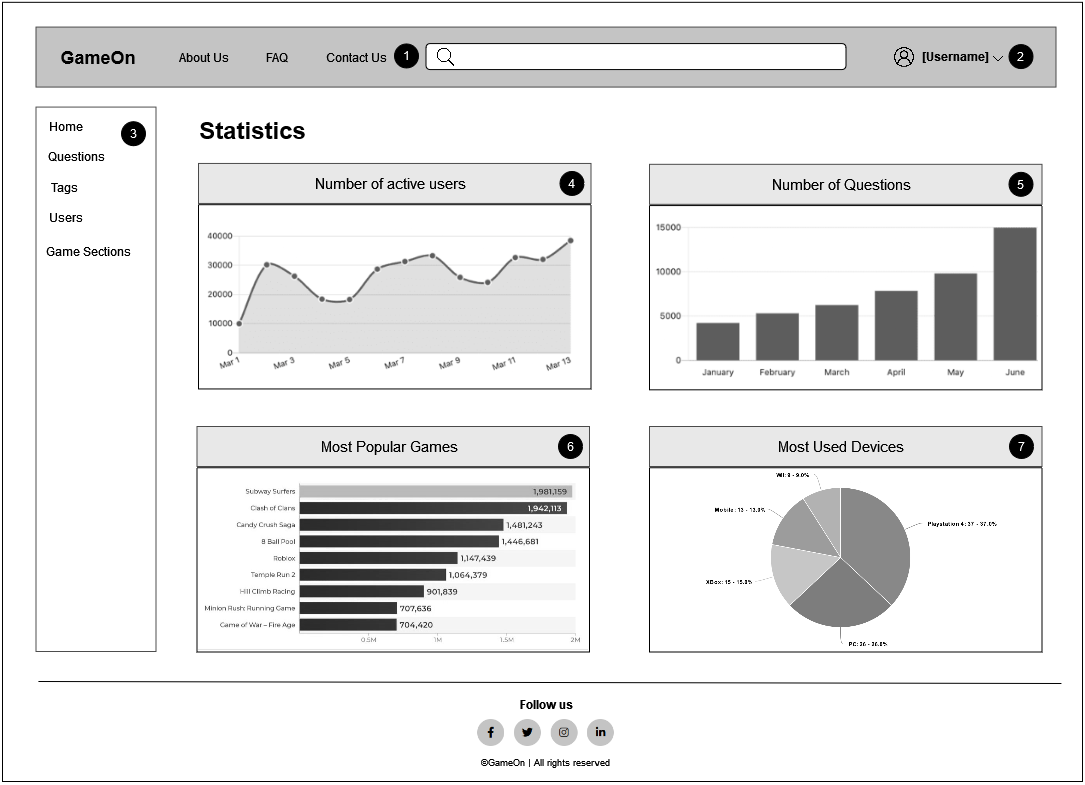 GameOn About Us FAQ Contact Us 1 [Username] 2
Home 3
Questions
Tags
Users
Game Sections
Statistics
Number of active users 4
40000
30000
20000
10000
0
Mar 1 Mar 3 Mar 5 Mar 7 Mar 9 Mar 11 Mar 13
Number of Questions 5
15000
10000
5000
0
January February March April May June
Most Popular Games 6
Subway Surfers 1,981,159
Clash of Clans 1,942,113
Candy Crush Saga 1,481,243
8 Ball Pool 1,446,681
Roblox 1,147,439
Temple Run 2 1,064,379
Hill Climb Racing 901,839
Minion Rush: Running Game 707,636
Game of War – Fire Age 704,420
0.5M 1M 1.5M 2M
Most Used Devices 7
WI: 9 - 9.0%
Mobile: 13 - 13.0%
Playstation 4: 37 - 37.0%
XBox: 15 - 15.0%
PC: 26 - 26.0%
Follow us
©GameOn | All rights reserved